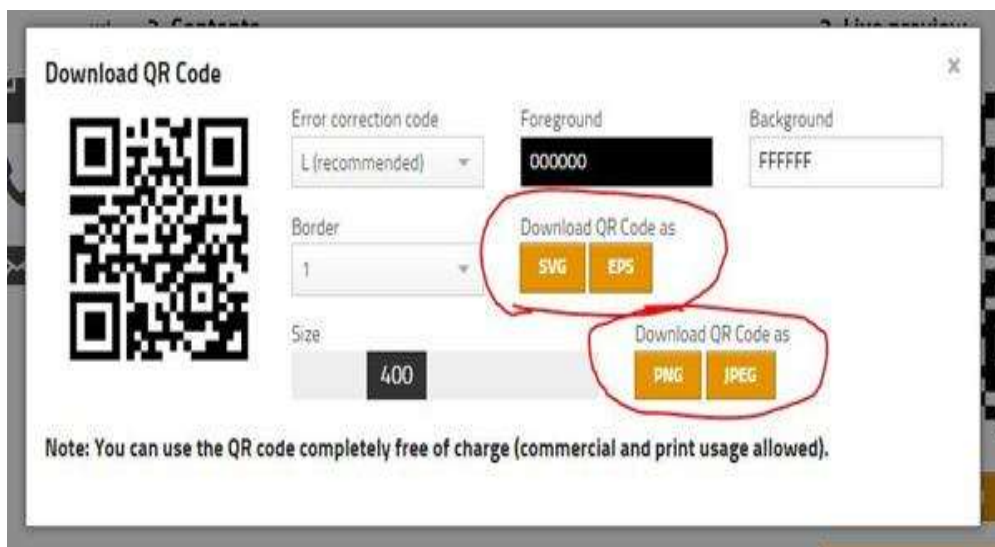 Download QR Code
x
Error correction code
Foreground
Background
L (recommended)
000000
FFFFFF
Border
Download QR Code as
1
SVG
EPS
Size
Download QR Code as
400
PNG
JPEG
Note: You can use the QR code completely free of charge (commercial and print usage allowed).